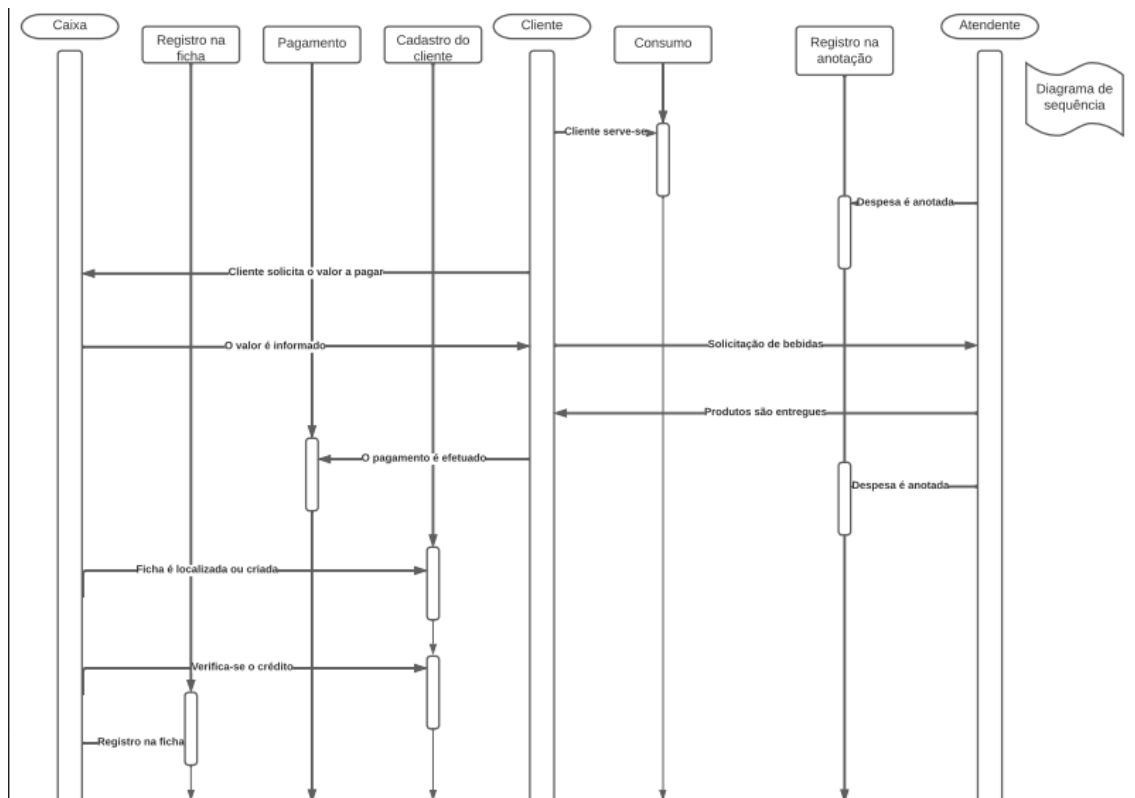 Caixa
Registro na
ficha
Pagamento
Cadastro do
cliente
Cliente
Consumo
Registro na
anotação
Atendente
Diagrama de
sequência
Cliente serve-se
Despesa é anotada
Cliente solicita o valor a pagar
O valor é informado
Solicitação de bebidas
Produtos são entregues
O pagamento é efetuado
Despesa é anotada
Ficha é localizada ou criada
Verifica-se o crédito
Registro na ficha